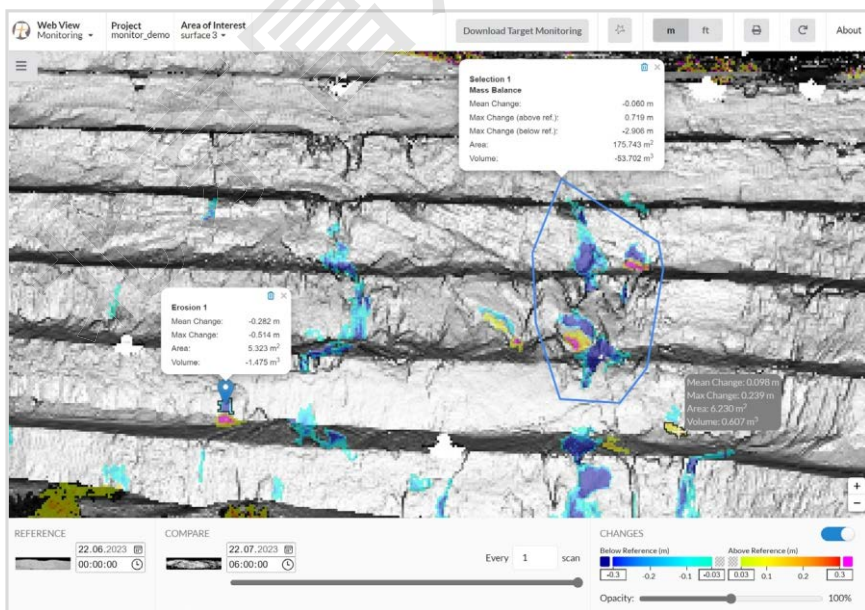 Web View
Monitoring
Project
monitor_demo
Area of Interest
surface 3
Download Target Monitoring
m
ft
About
Selection 1
Mass Balance
Mean Change: -0.060 m
Max Change (above ref.): 0.719 m
Max Change (below ref.): -2.906 m
Area: 175.743 m²
Volume: -53.702 m³
Erosion 1
Mean Change: -0.282 m
Max Change: -0.514 m
Area: 5.323 m²
Volume: -1.475 m³
Mean Change: 0.098 m
Max Change: 0.239 m
Area: 6.230 m²
Volume: 0.607 m³
+
−
REFERENCE
22.06.2023
00:00:00
COMPARE
22.07.2023
06:00:00
Every 1 scan
CHANGES
Below Reference (m) Above Reference (m)
-0.3 -0.2 -0.1 -0.03 0.03 0.1 0.2 0.3
Opacity: 100%